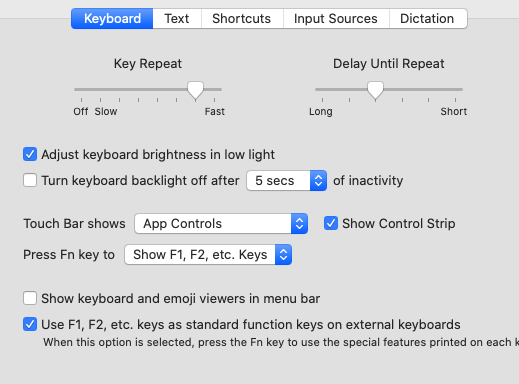 Keyboard Text Shortcuts Input Sources Dictation
Key Repeat Delay Until Repeat
Off Slow Fast Long Short
Adjust keyboard brightness in low light
Turn keyboard backlight off after 5 secs of inactivity
Touch Bar shows App Controls Show Control Strip
Press Fn key to Show F1, F2, etc. Keys
Show keyboard and emoji viewers in menu bar
Use F1, F2, etc. keys as standard function keys on external keyboards
When this option is selected, press the Fn key to use the special features printed on each k